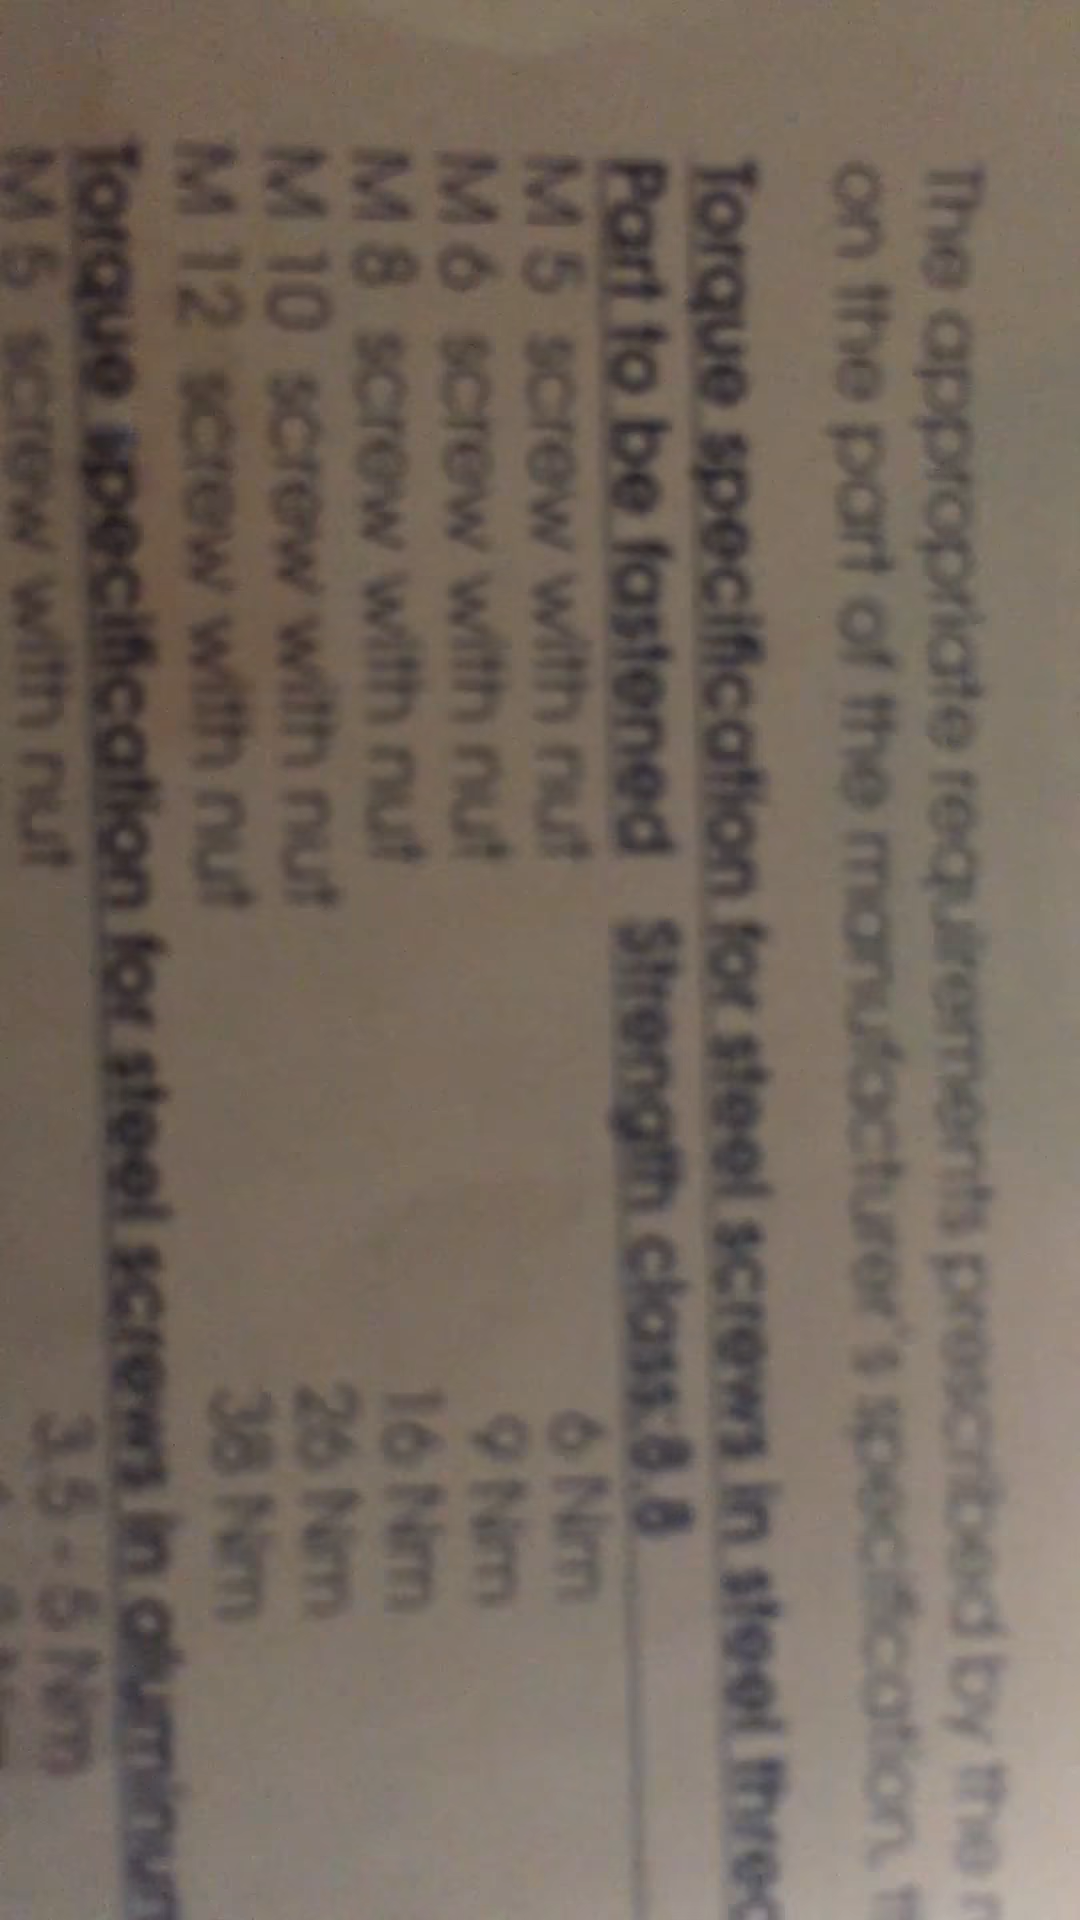 The appropriate requirements prescribed by the
on the part of the manufacturer's specification.
Torque specification for steel screws in steel
Part to be fastened Strength class:8.8
M 5 screw with nut 6 Nm
M 6 screw with nut 9 Nm
M 8 screw with nut 16 Nm
M 10 screw with nut 26 Nm
M 12 screw with nut 38 Nm
Torque specification for steel screws in
M 5 screw with nut 3.5 - 5 Nm